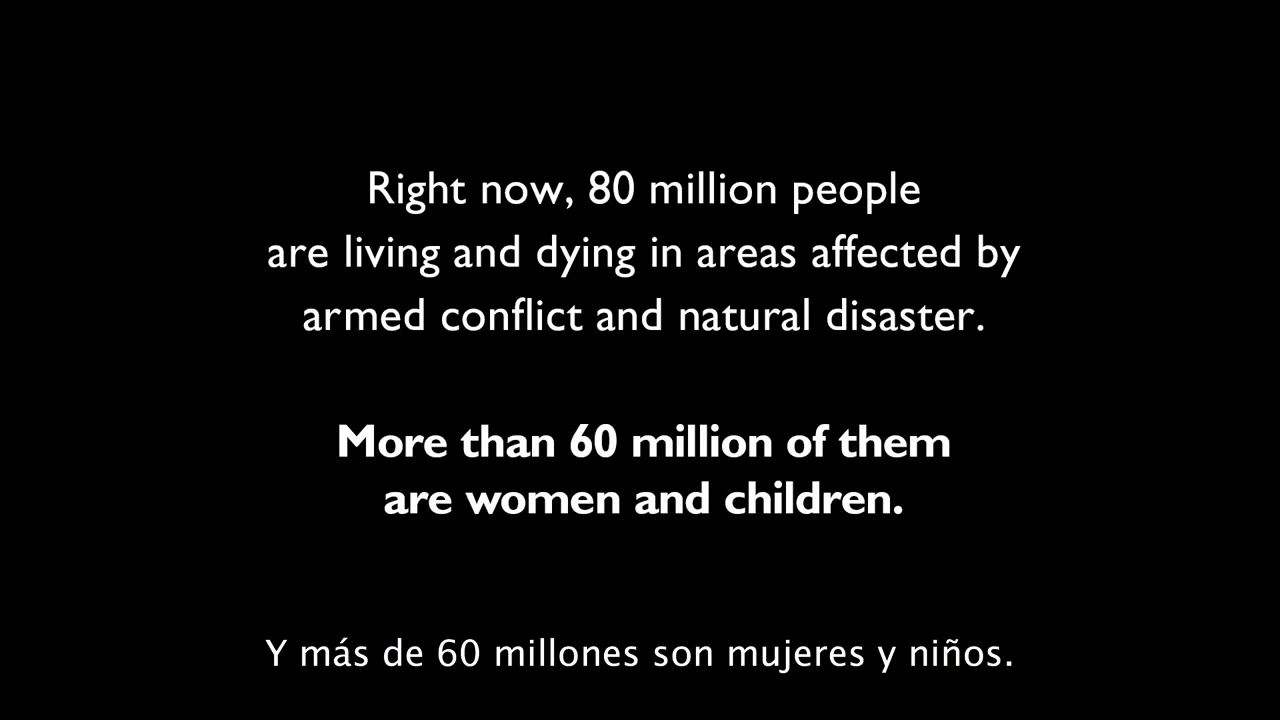 Right now, 80 million people
are living and dying in areas affected by
armed conflict and natural disaster.
More than 60 million of them
are women and children.
Y más de 60 millones son mujeres y niños.